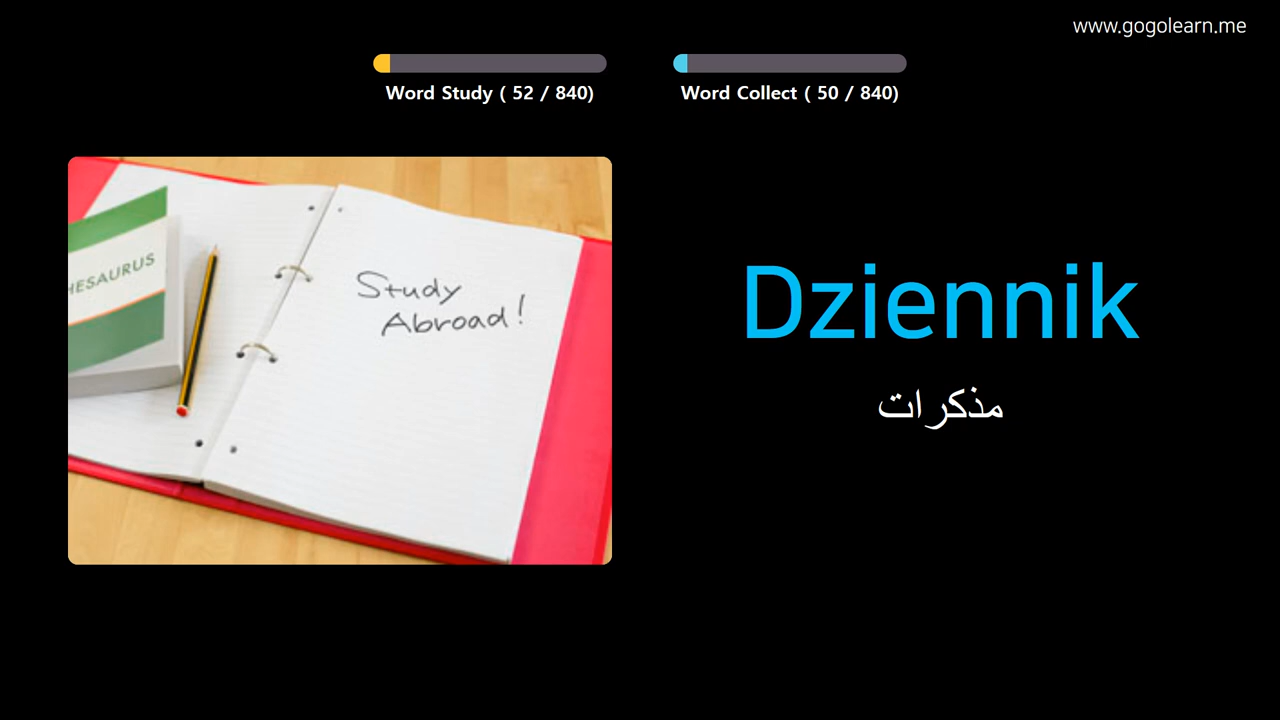 www.gogolearn.me
Word Study ( 52 / 840)
Word Collect ( 50 / 840)
HESAURUS
Study
Abroad!
Dziennik
مذكرات